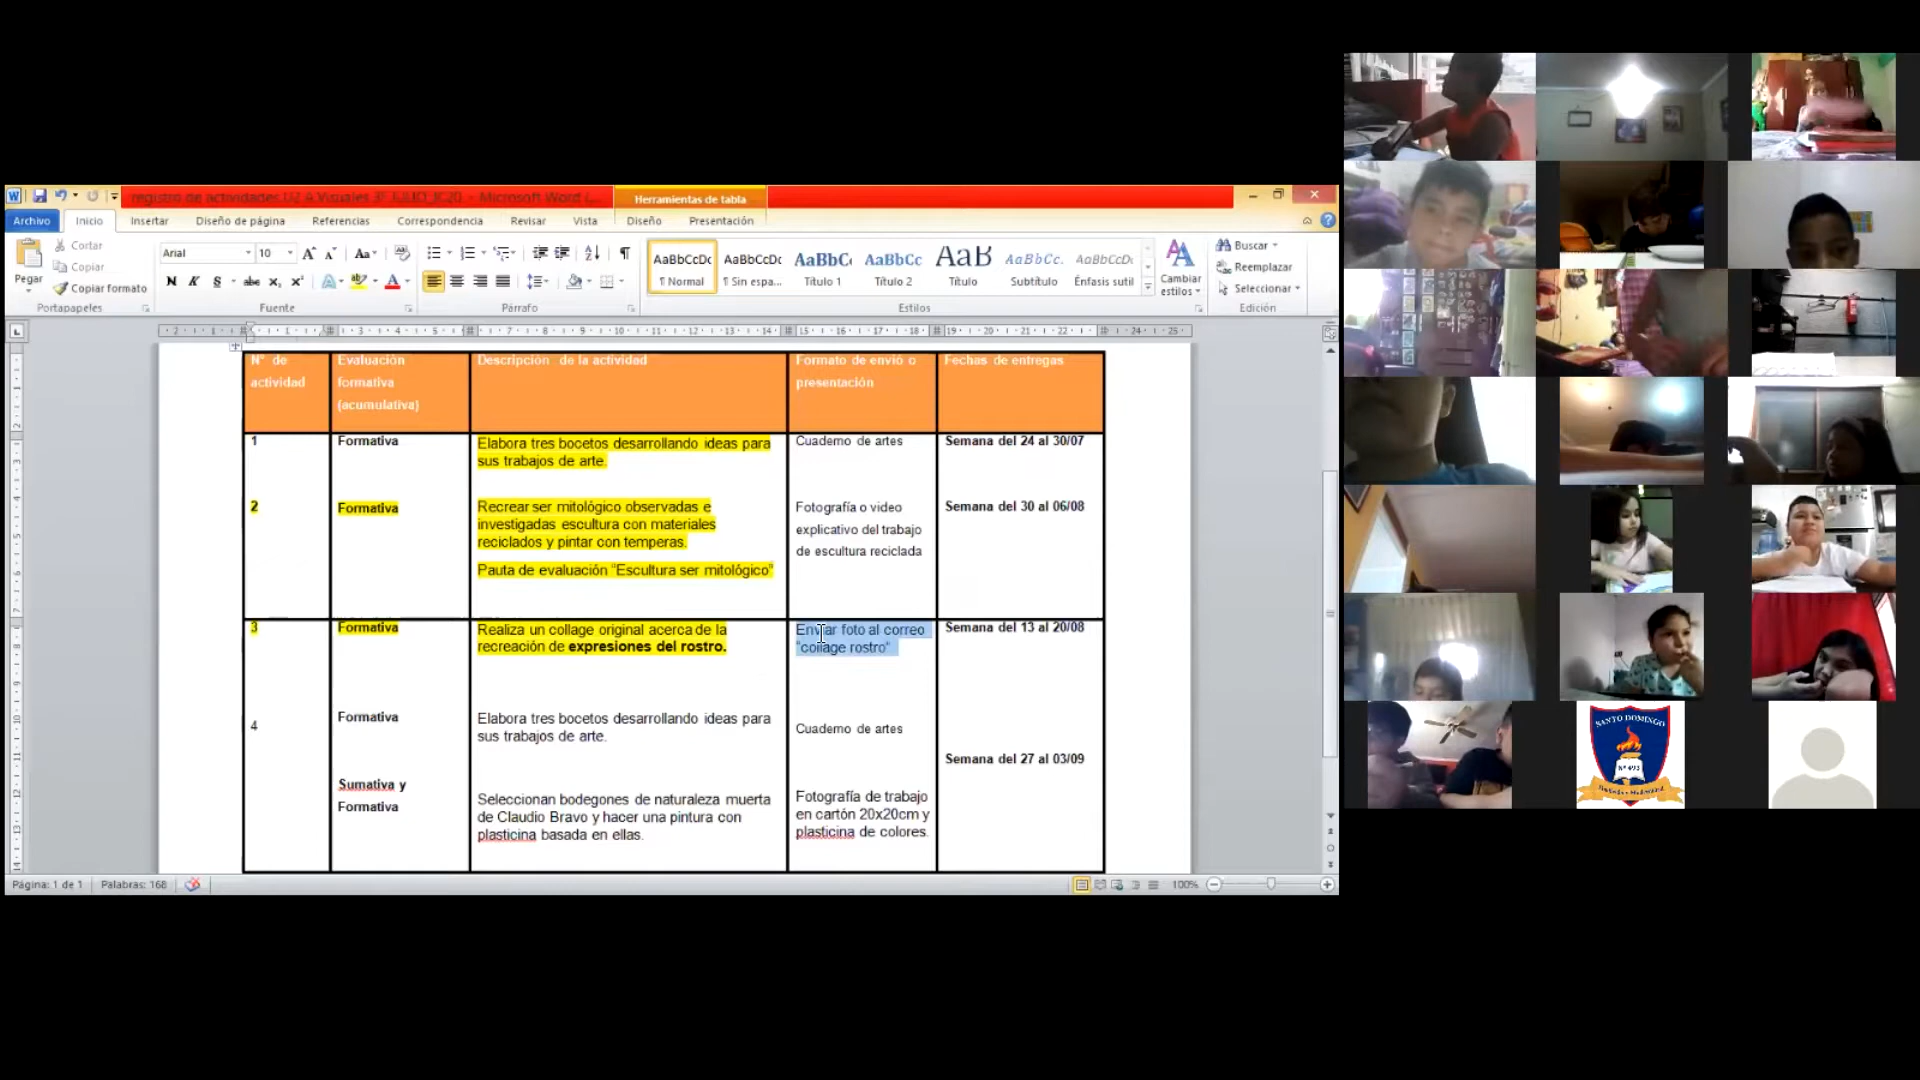 Herramientas de tabla
Archivo Inicio Insertar Diseño de página Referencias Correspondencia Revisar Vista Diseño Presentación
Pegar
Cortar
Copiar
Copiar formato
Portapapeles
Arial 10
Fuente
Párrafo
AaBbCcDc AaBbCcDc AaBbC AaBbCc AaB AaBbCc. AaBbCcDc
¶ Normal ¶ Sin espa... Título 1 Título 2 Título Subtítulo Énfasis sutil
Cambiar estilos
Estilos
Buscar
Reemplazar
Seleccionar
Edición
N° de actividad
Evaluación formativa (acumulativa)
Descripción de la actividad
Formato de envió o presentación
Fechas de entregas
1
Formativa
Elabora tres bocetos desarrollando ideas para
sus trabajos de arte.
Cuaderno de artes
Semana del 24 al 30/07
2
Formativa
Recrear ser mitológico observadas e
investigadas escultura con materiales
reciclados y pintar con temperas.
Pauta de evaluación "Escultura ser mitológico"
Fotografía o video
explicativo del trabajo
de escultura reciclada
Semana del 30 al 06/08
3
Formativa
Realiza un collage original acerca de la
recreación de expresiones del rostro.
Enviar foto al correo
"collage rostro"
Semana del 13 al 20/08
4
Formativa
Elabora tres bocetos desarrollando ideas para
sus trabajos de arte.
Cuaderno de artes
Semana del 27 al 03/09
Sumativa y
Formativa
Seleccionan bodegones de naturaleza muerta
de Claudio Bravo y hacer una pintura con
plasticina basada en ellas.
Fotografía de trabajo
en cartón 20x20cm y
plasticina de colores.
Página: 1 de 1 Palabras: 168 100%
SANTO DOMINGO
Nº 493